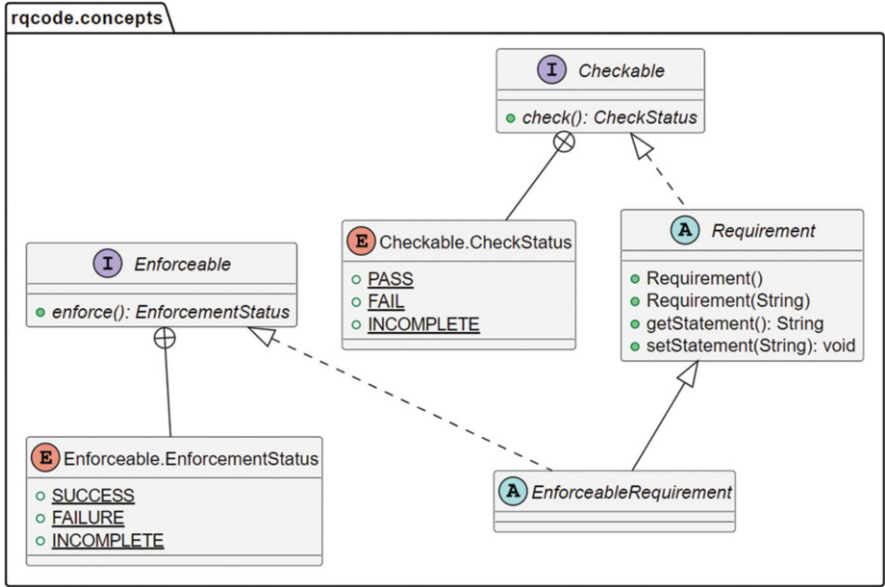 rqcode.concepts
I Checkable
check(): CheckStatus
E Checkable.CheckStatus
PASS
FAIL
INCOMPLETE
A Requirement
Requirement()
Requirement(String)
getStatement(): String
setStatement(String): void
I Enforceable
enforce(): EnforcementStatus
E Enforceable.EnforcementStatus
SUCCESS
FAILURE
INCOMPLETE
A EnforceableRequirement